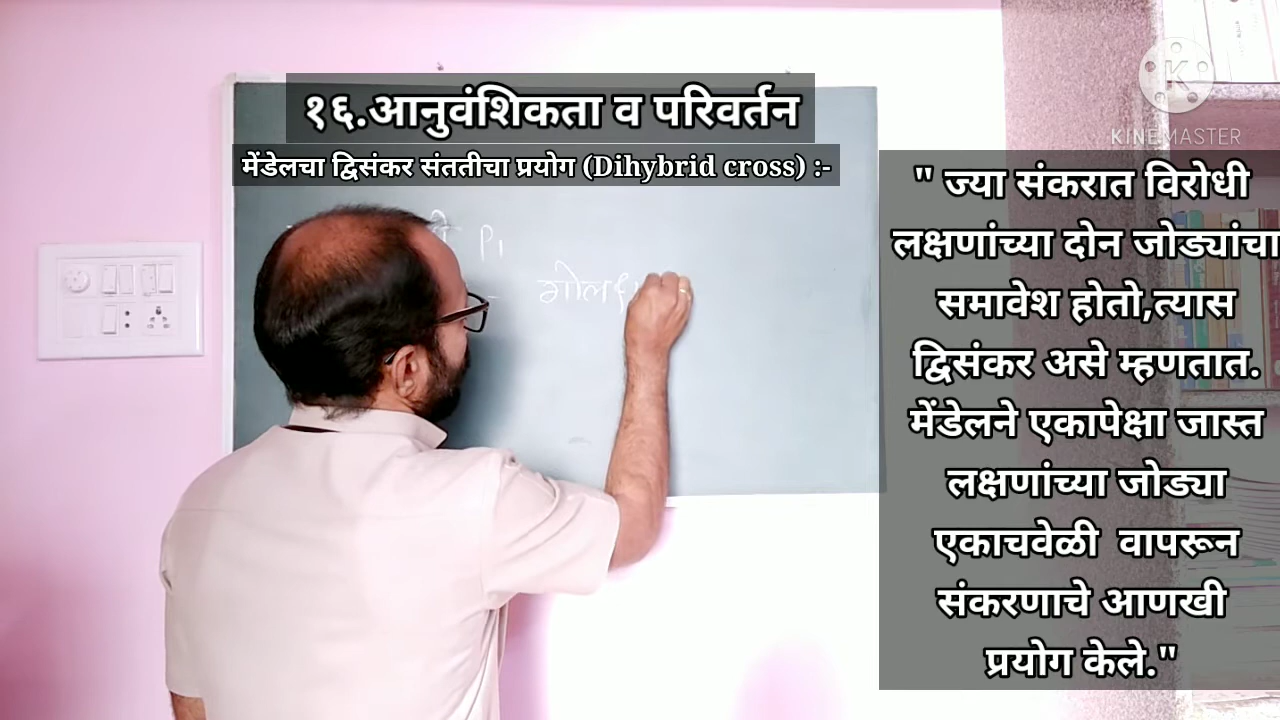 KINEMASTER
१६.आनुवंशिकता व परिवर्तन
मेंडेलचा द्विसंकर संततीचा प्रयोग (Dihybrid cross) :-
" ज्या संकरात विरोधी
लक्षणांच्या दोन जोड्यांचा
समावेश होतो,त्यास
द्विसंकर असे म्हणतात.
मेंडेलने एकापेक्षा जास्त
लक्षणांच्या जोड्या
एकाचवेळी वापरून
संकरणाचे आणखी
प्रयोग केले."
P1
गोल